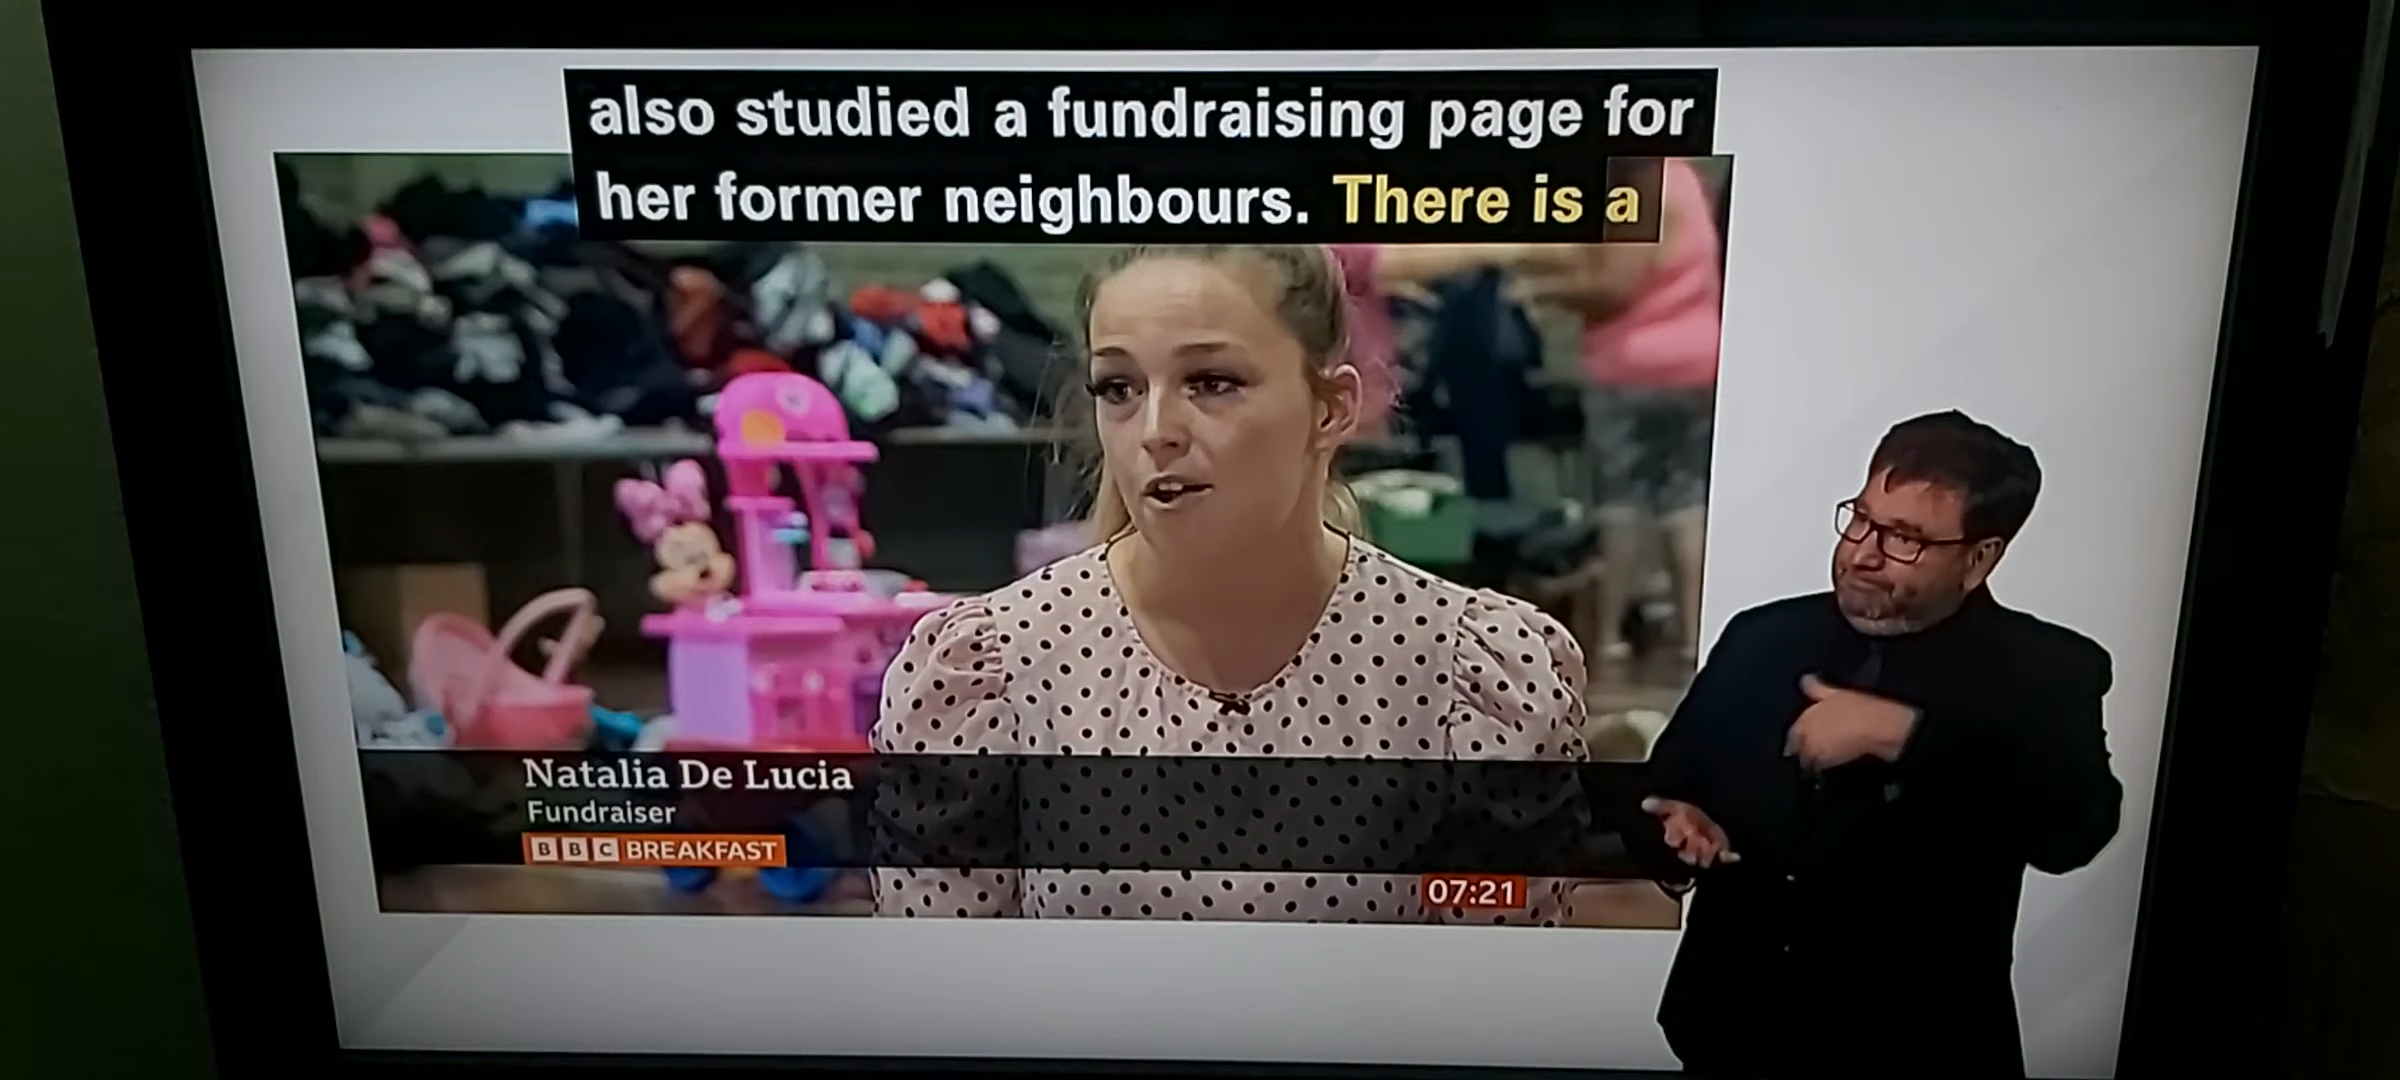 also studied a fundraising page for
her former neighbours. There is a
Natalia De Lucia
Fundraiser
BBC BREAKFAST
07:21